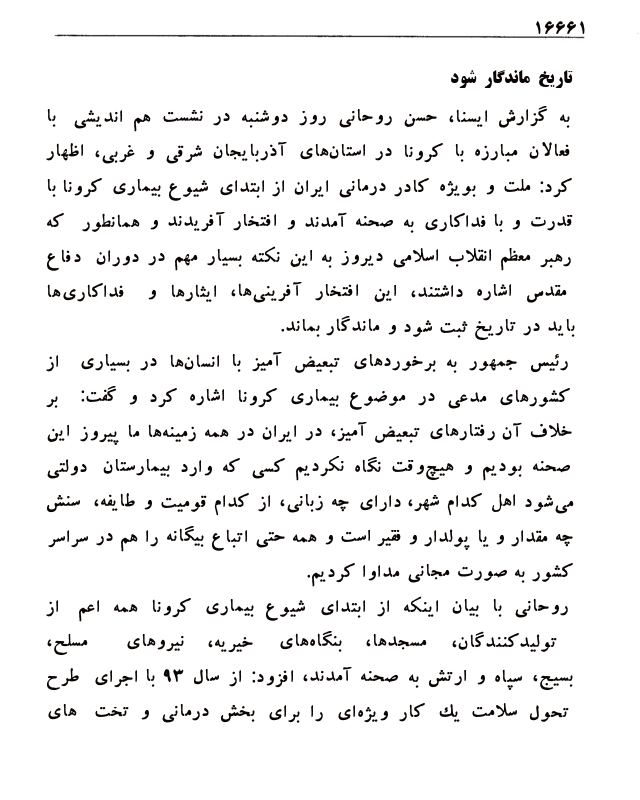 ۱۶۶۶۱
تاریخ ماندگار شود
به گزارش ایسنا، حسن روحانی روز دوشنبه در نشست هم اندیشی با
فعالان مبارزه با کرونا در استان‌های آذربایجان شرقی و غربی، اظهار
کرد: ملت و بویژه کادر درمانی ایران از ابتدای شیوع بیماری کرونا با
قدرت و با فداکاری به صحنه آمدند و افتخار آفریدند و همانطور که
رهبر معظم انقلاب اسلامی دیروز به این نکته بسیار مهم در دوران دفاع
مقدس اشاره داشتند، این افتخار آفرینی‌ها، ایثارها و فداکاری‌ها
باید در تاریخ ثبت شود و ماندگار بماند.
رئیس جمهور به برخوردهای تبعیض آمیز با انسان‌ها در بسیاری از
کشورهای مدعی در موضوع بیماری کرونا اشاره کرد و گفت: بر
خلاف آن رفتارهای تبعیض آمیز، در ایران در همه زمینه‌ها ما پیروز این
صحنه بودیم و هیچ‌وقت نگاه نکردیم کسی که وارد بیمارستان دولتی
می‌شود اهل کدام شهر، دارای چه زبانی، از کدام قومیت و طایفه، سنش
چه مقدار و یا پولدار و فقیر است و همه حتی اتباع بیگانه را هم در سراسر
کشور به صورت مجانی مداوا کردیم.
روحانی با بیان اینکه از ابتدای شیوع بیماری کرونا همه اعم از
تولیدکنندگان، مسجدها، بنگاه‌های خیریه، نیروهای مسلح،
بسیج، سپاه و ارتش به صحنه آمدند، افزود: از سال ۹۳ با اجرای طرح
تحول سلامت یك کار ویژه‌ای را برای بخش درمانی و تخت های